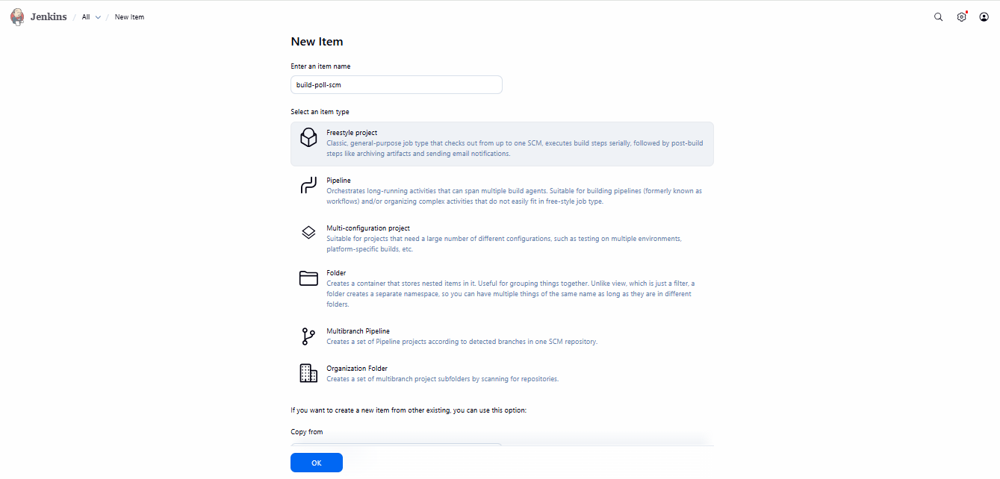 Jenkins / All / New Item
New Item
Enter an item name
build-poll-scm
Select an item type
Freestyle project
Classic, general-purpose job type that checks out from up to one SCM, executes build steps serially, followed by post-build
steps like archiving artifacts and sending email notifications.
Pipeline
Orchestrates long-running activities that can span multiple build agents. Suitable for building pipelines (formerly known as
workflows) and/or organizing complex activities that do not easily fit in free-style job type.
Multi-configuration project
Suitable for projects that need a large number of different configurations, such as testing on multiple environments,
platform-specific builds, etc.
Folder
Creates a container that stores nested items in it. Useful for grouping things together. Unlike view, which is just a filter, a
folder creates a separate namespace, so you can have multiple things of the same name as long as they are in different
folders.
Multibranch Pipeline
Creates a set of Pipeline projects according to detected branches in one SCM repository.
Organization Folder
Creates a set of multibranch project subfolders by scanning for repositories.
If you want to create a new item from other existing, you can use this option:
Copy from
OK